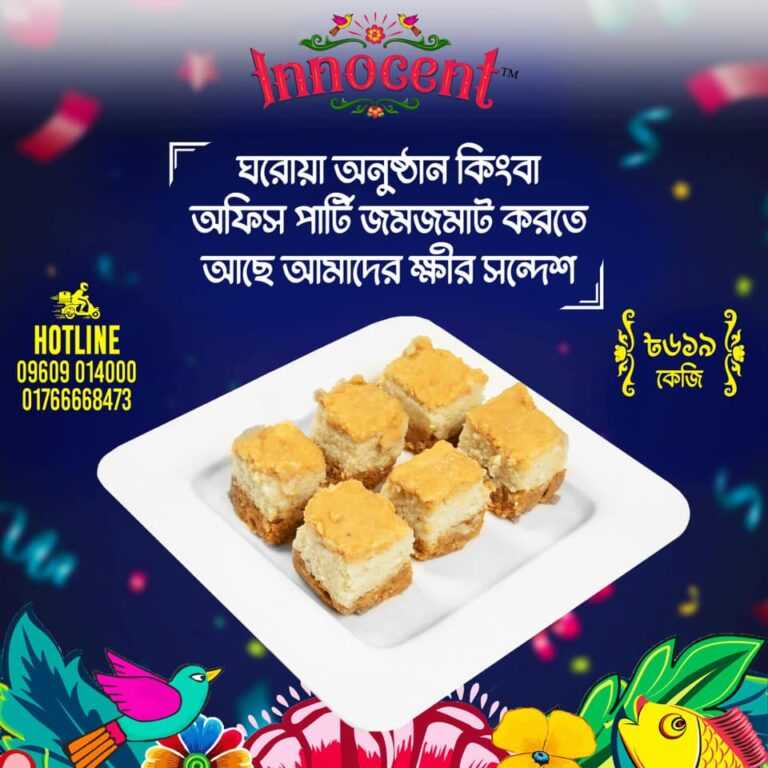 Innocent™
ঘরোয়া অনুষ্ঠান কিংবা
অফিস পার্টি জমজমাট করতে
আছে আমাদের ক্ষীর সন্দেশ
HOTLINE
09609 014000
01766668473
৳৬১৯
কেজি